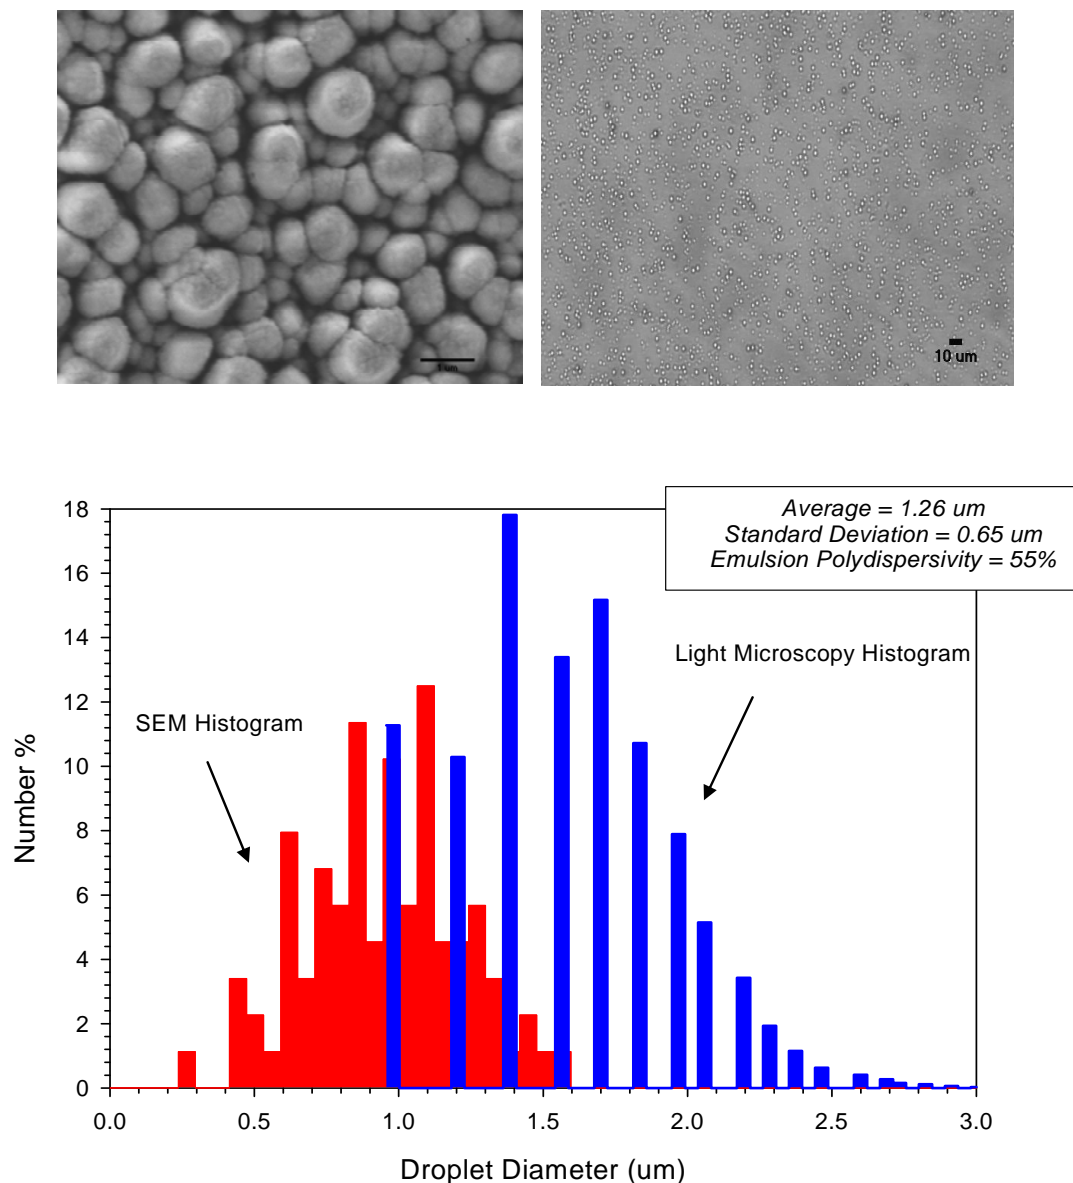 1 um
10 um
Average = 1.26 um
Standard Deviation = 0.65 um
Emulsion Polydispersivity = 55%
Light Microscopy Histogram
SEM Histogram
Number %
18
16
14
12
10
8
6
4
2
0
0.0 0.5 1.0 1.5 2.0 2.5 3.0
Droplet Diameter (um)